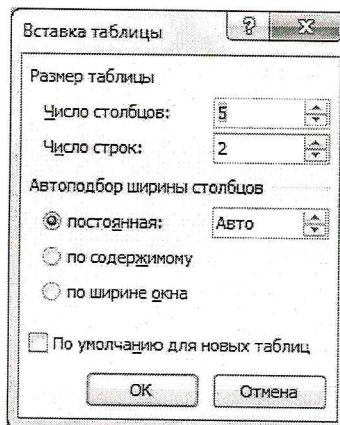 Вставка таблицы
Размер таблицы
Число столбцов: 5
Число строк: 2
Автоподбор ширины столбцов
постоянная: Авто
по содержимому
по ширине окна
По умолчанию для новых таблиц
ОК Отмена